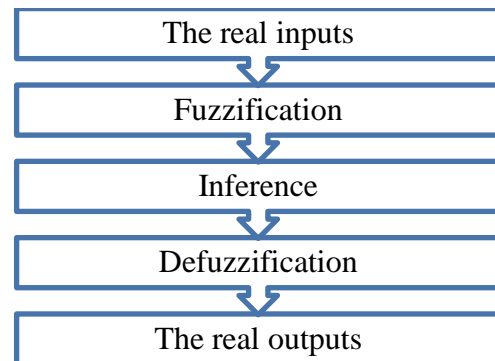 The real inputs
Fuzzification
Inference
Defuzzification
The real outputs